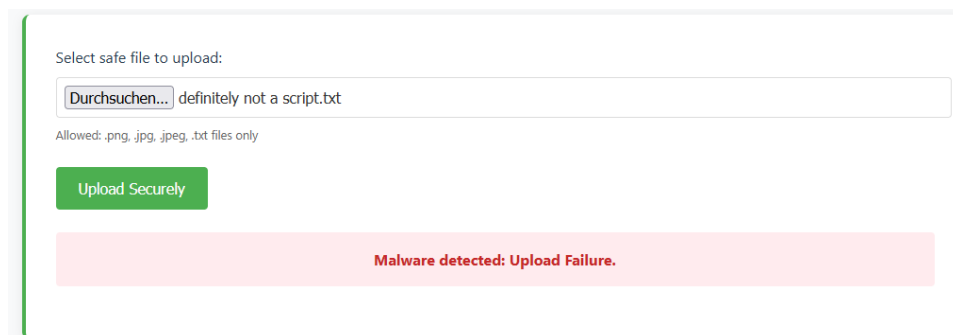 Select safe file to upload:
Durchsuchen... definitely not a script.txt
Allowed: .png, .jpg, .jpeg, .txt files only
Upload Securely
Malware detected: Upload Failure.